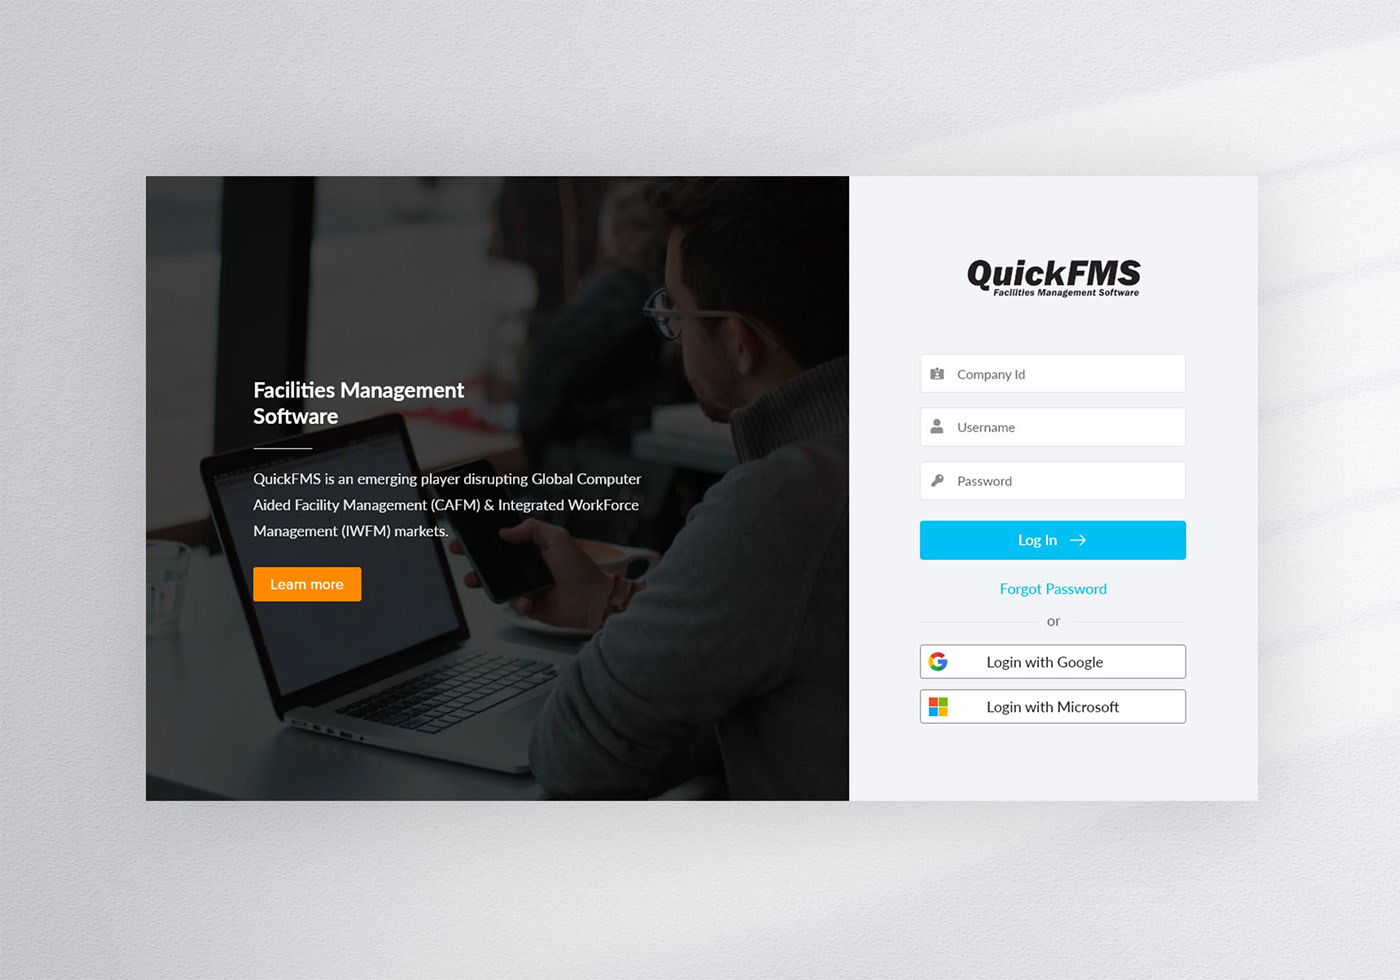 Facilities Management
Software
QuickFMS is an emerging player disrupting Global Computer
Aided Facility Management (CAFM) & Integrated WorkForce
Management (IWFM) markets.
Learn more
QuickFMS
Facilities Management Software
Company Id
Username
Password
Log In
Forgot Password
or
Login with Google
Login with Microsoft